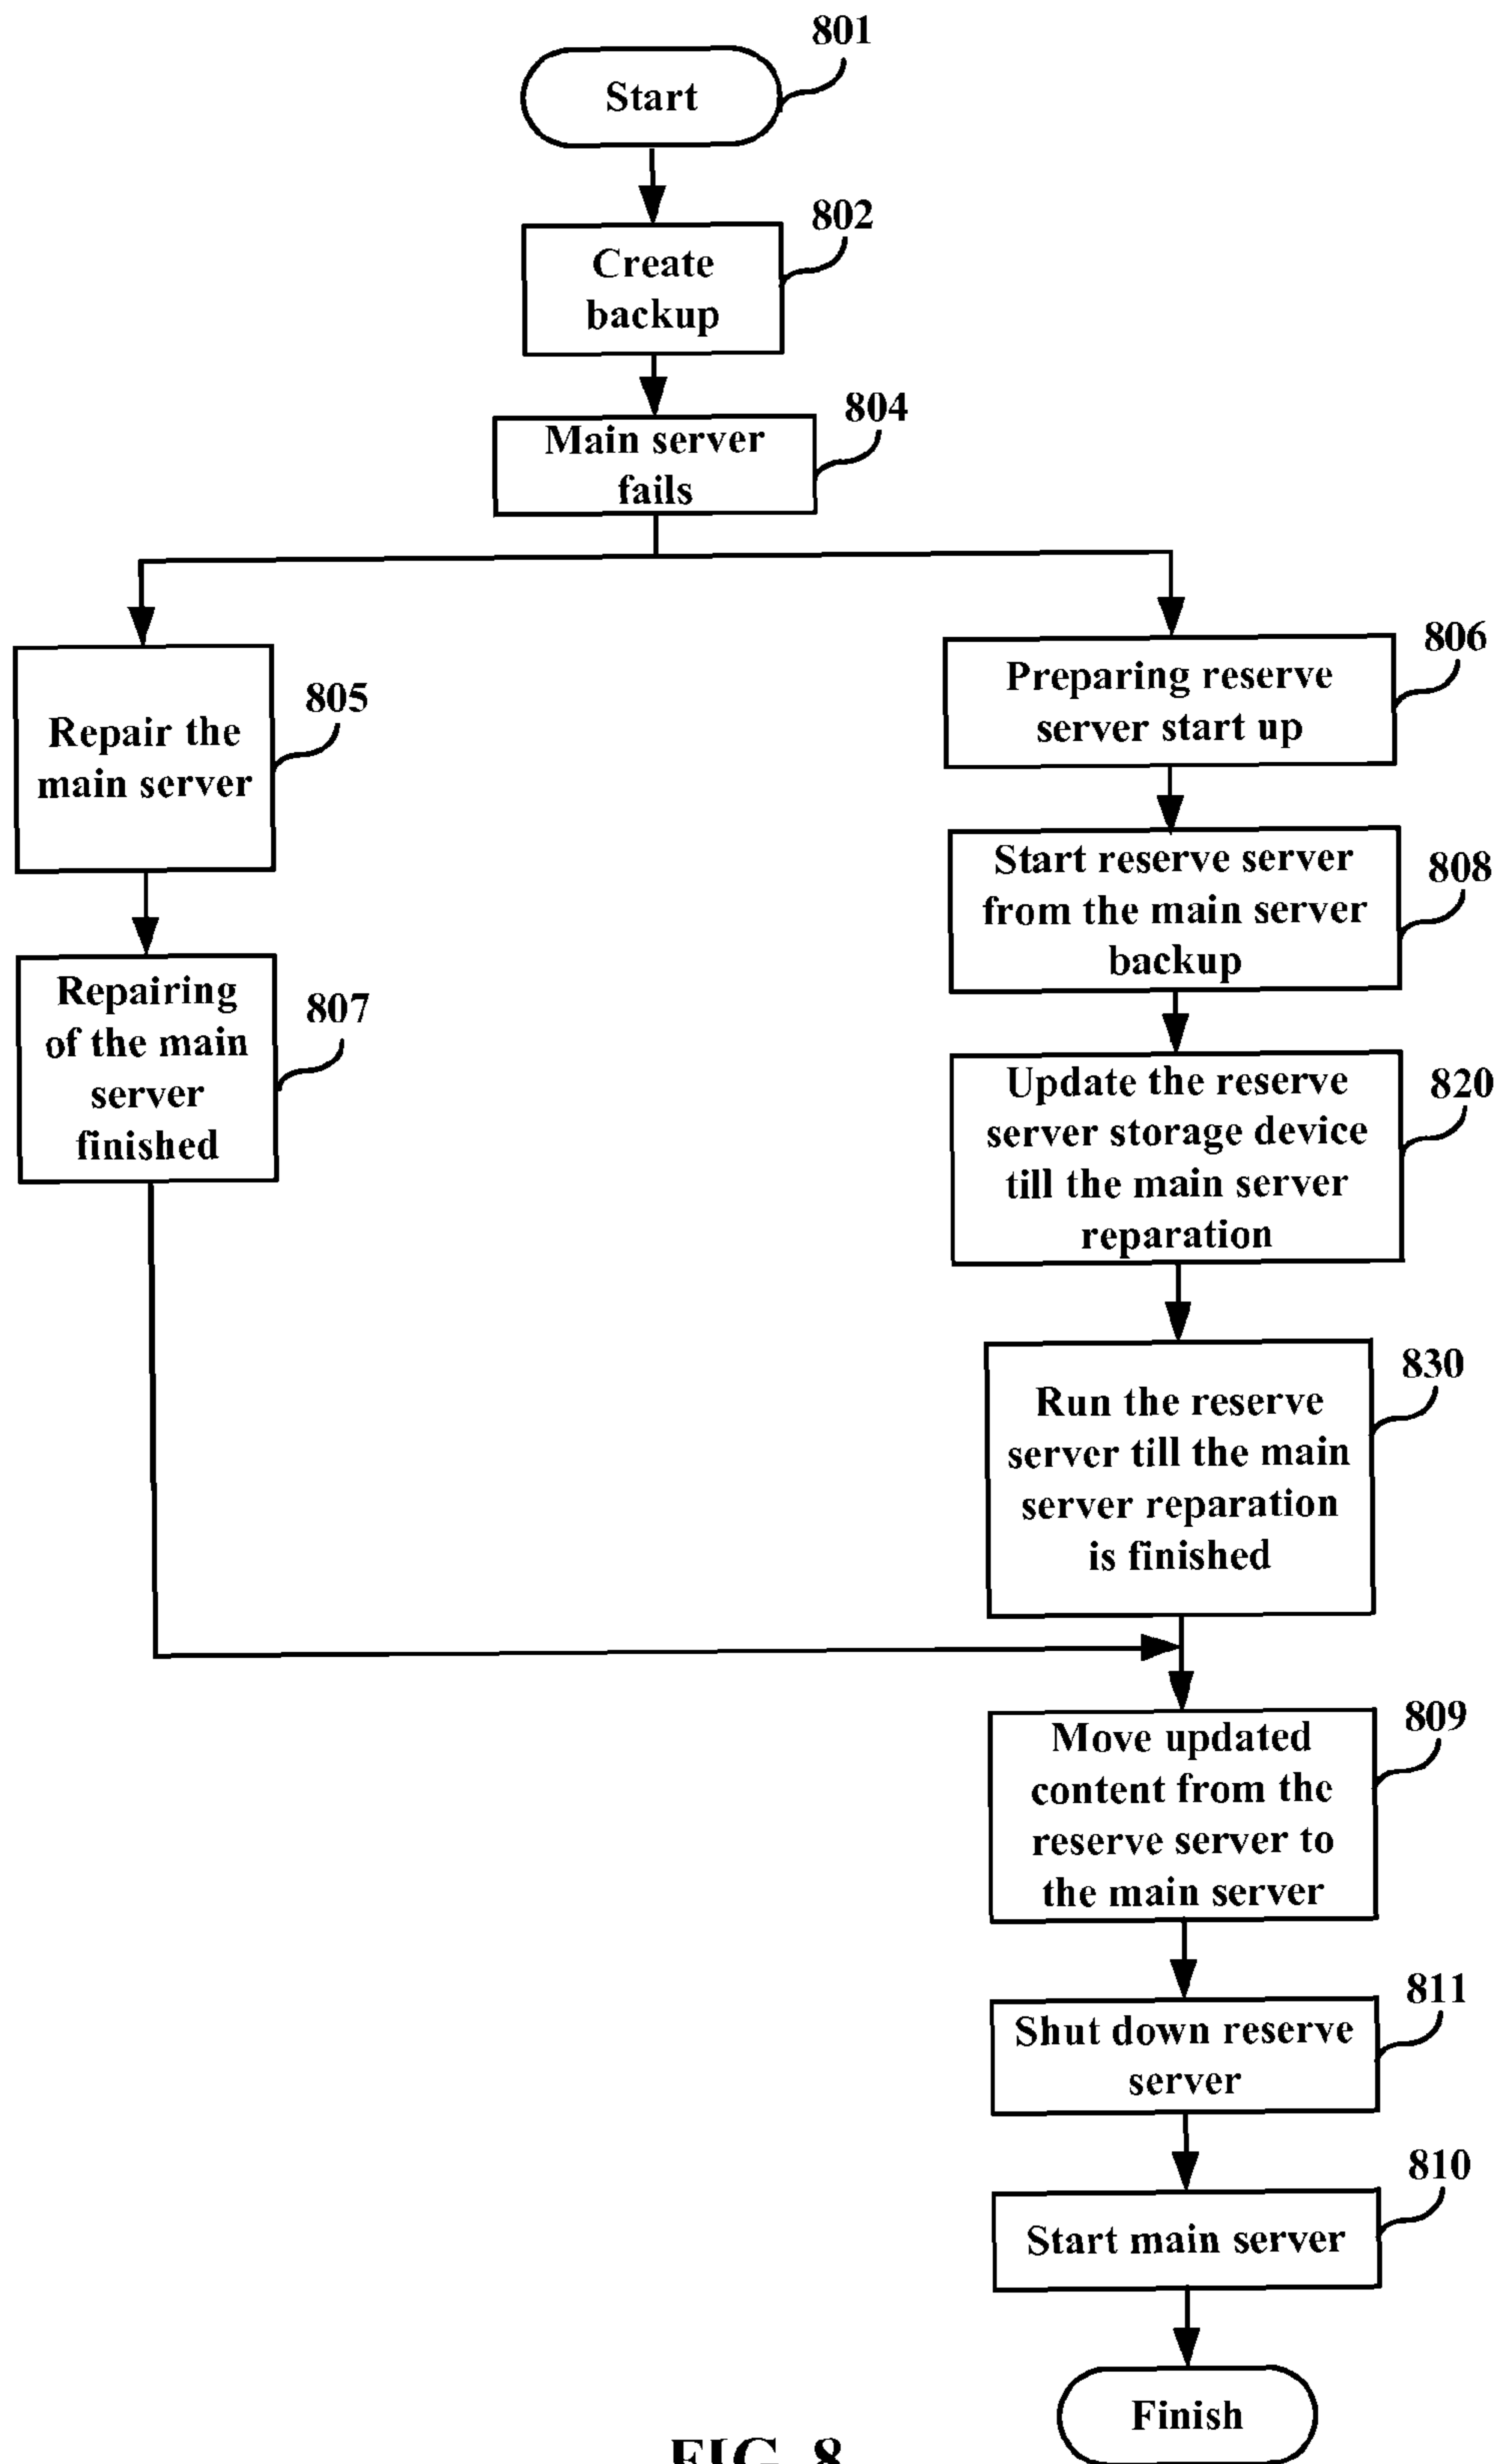 801
Start
802
Create
backup
804
Main server
fails
805
Repair the
main server
806
Preparing reserve
server start up
808
Start reserve server
from the main server
backup
807
Repairing
of the main
server
finished
820
Update the reserve
server storage device
till the main server
reparation
830
Run the reserve
server till the main
server reparation
is finished
809
Move updated
content from the
reserve server to
the main server
811
Shut down reserve
server
810
Start main server
Finish
FIG. 8